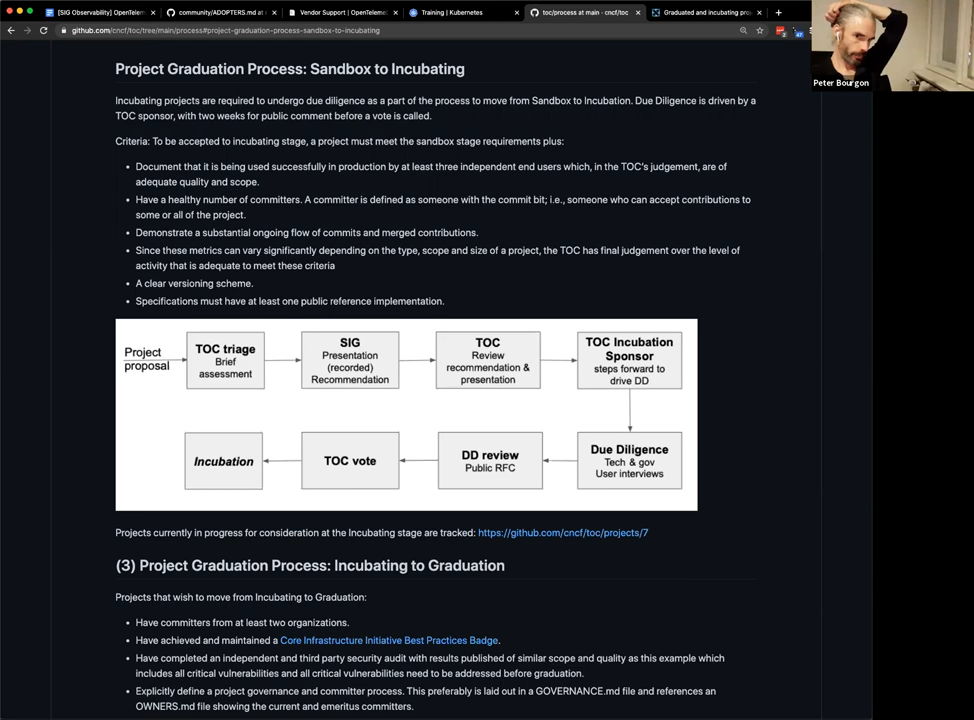 [SIG Observability] OpenTelem
community/ADOPTERS.md at m
Vendor Support | OpenTelemet
Training | Kubernetes
toc/process at main · cncf/toc
Graduated and incubating proj
github.com/cncf/toc/tree/main/process#project-graduation-process-sandbox-to-incubating
Peter Bourgon
Project Graduation Process: Sandbox to Incubating
Incubating projects are required to undergo due diligence as a part of the process to move from Sandbox to Incubation. Due Diligence is driven by a
TOC sponsor, with two weeks for public comment before a vote is called.
Criteria: To be accepted to incubating stage, a project must meet the sandbox stage requirements plus:
• Document that it is being used successfully in production by at least three independent end users which, in the TOC's judgement, are of
adequate quality and scope.
• Have a healthy number of committers. A committer is defined as someone with the commit bit; i.e., someone who can accept contributions to
some or all of the project.
• Demonstrate a substantial ongoing flow of commits and merged contributions.
• Since these metrics can vary significantly depending on the type, scope and size of a project, the TOC has final judgement over the level of
activity that is adequate to meet these criteria
• A clear versioning scheme.
• Specifications must have at least one public reference implementation.
Project
proposal
TOC triage
Brief
assessment
SIG
Presentation
(recorded)
Recommendation
TOC
Review
recommendation &
presentation
TOC Incubation
Sponsor
steps forward to
drive DD
Due Diligence
Tech & gov
User interviews
DD review
Public RFC
TOC vote
Incubation
Projects currently in progress for consideration at the Incubating stage are tracked: https://github.com/cncf/toc/projects/7
(3) Project Graduation Process: Incubating to Graduation
Projects that wish to move from Incubating to Graduation:
• Have committers from at least two organizations.
• Have achieved and maintained a Core Infrastructure Initiative Best Practices Badge.
• Have completed an independent and third party security audit with results published of similar scope and quality as this example which
includes all critical vulnerabilities and all critical vulnerabilities need to be addressed before graduation.
• Explicitly define a project governance and committer process. This preferably is laid out in a GOVERNANCE.md file and references an
OWNERS.md file showing the current and emeritus committers.